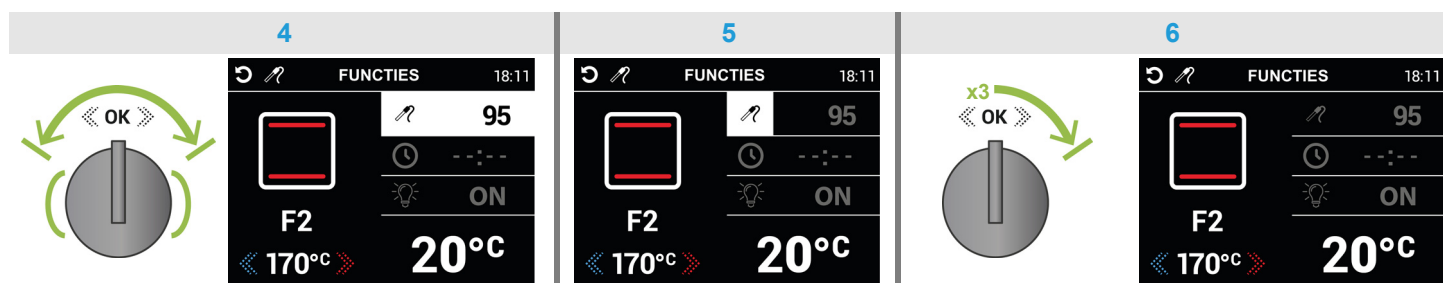 4
OK
FUNCTIES 18:11
95
--:--
ON
F2
170°C
20°C
5
FUNCTIES 18:11
95
--:--
ON
F2
170°C
20°C
6
x3
OK
FUNCTIES 18:11
95
--:--
ON
F2
170°C
20°C